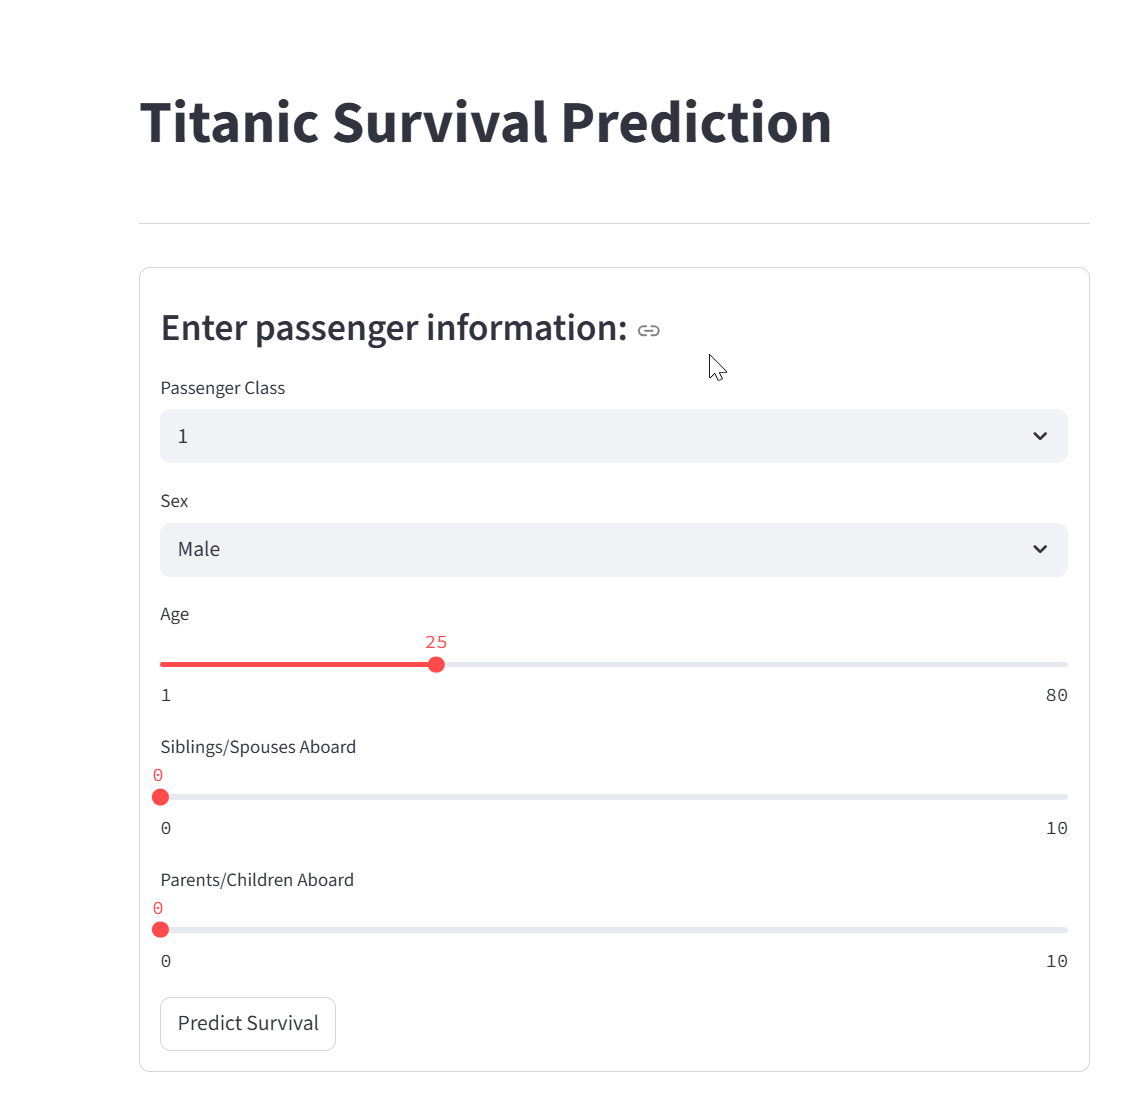 Titanic Survival Prediction
Enter passenger information:
Passenger Class
1
Sex
Male
Age
25
1 80
Siblings/Spouses Aboard
0
0 10
Parents/Children Aboard
0
0 10
Predict Survival